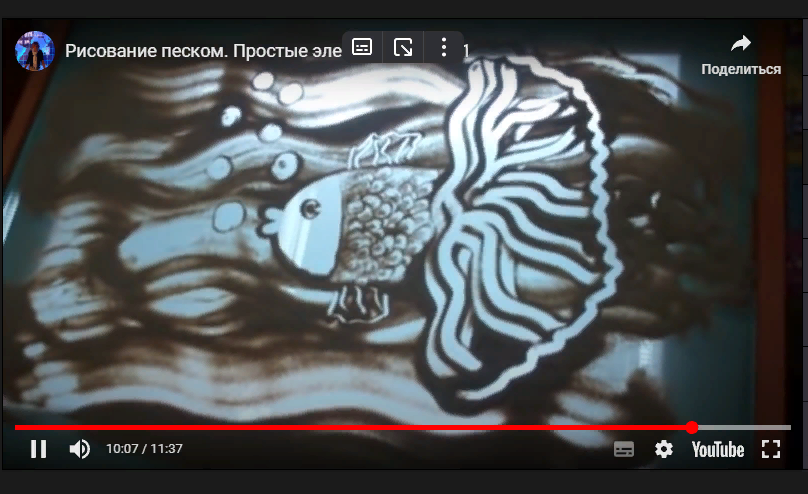 Рисование песком. Простые эле
1
Поделиться
10:07 / 11:37
YouTube